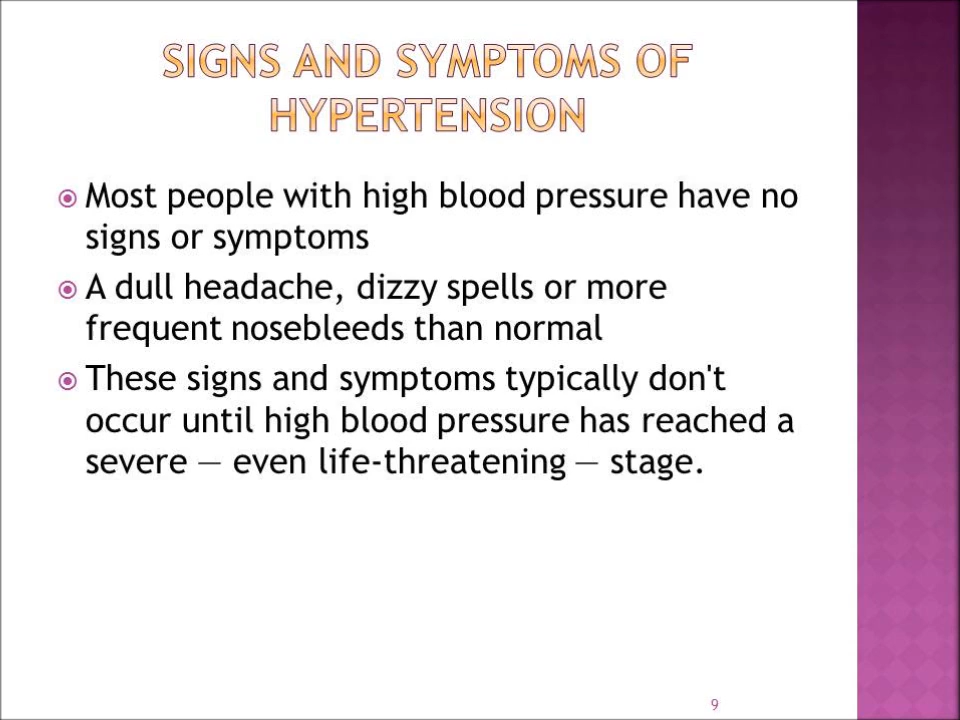 SIGNS AND SYMPTOMS OF
HYPERTENSION
Most people with high blood pressure have no
signs or symptoms
A dull headache, dizzy spells or more
frequent nosebleeds than normal
These signs and symptoms typically don't
occur until high blood pressure has reached a
severe — even life-threatening — stage.
9